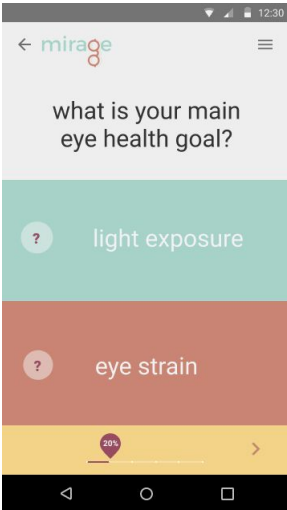 12:30
mirage
what is your main
eye health goal?
? light exposure
? eye strain
20%